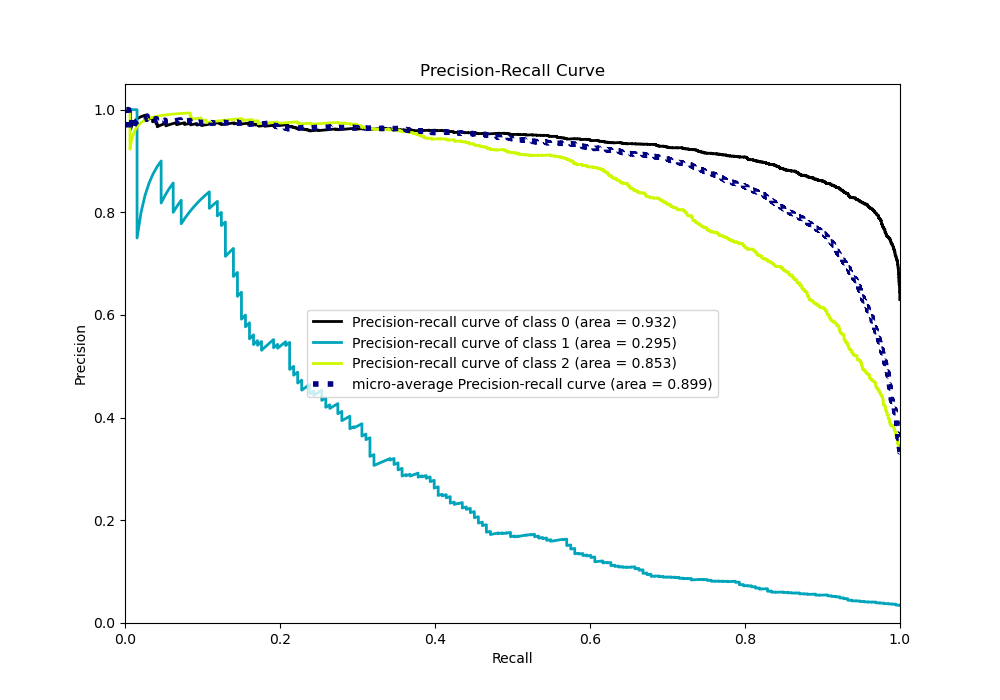 Precision-Recall Curve
1.0
0.8
0.6
0.4
0.2
0.0
Precision
Precision-recall curve of class 0 (area = 0.932)
Precision-recall curve of class 1 (area = 0.295)
Precision-recall curve of class 2 (area = 0.853)
micro-average Precision-recall curve (area = 0.899)
0.0 0.2 0.4 0.6 0.8 1.0
Recall